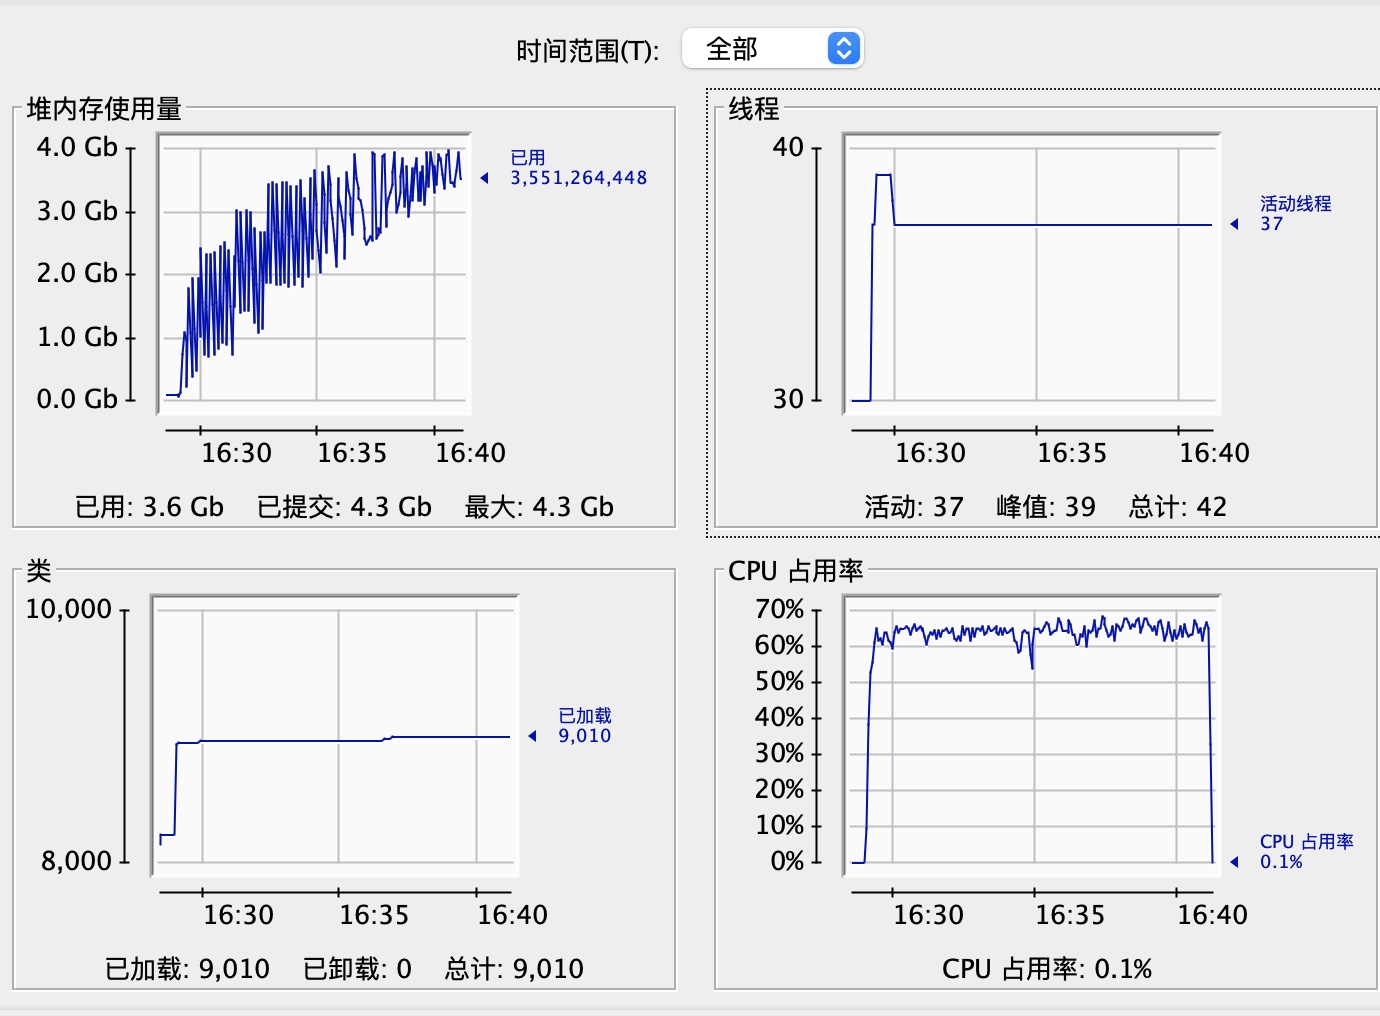 时间范围(T): 全部
堆内存使用量
4.0 Gb
3.0 Gb
2.0 Gb
1.0 Gb
0.0 Gb
已用
3,551,264,448
16:30 16:35 16:40
已用: 3.6 Gb 已提交: 4.3 Gb 最大: 4.3 Gb
线程
40
30
活动线程
37
16:30 16:35 16:40
活动: 37 峰值: 39 总计: 42
类
10,000
8,000
已加载
9,010
16:30 16:35 16:40
已加载: 9,010 已卸载: 0 总计: 9,010
CPU 占用率
70%
60%
50%
40%
30%
20%
10%
0%
CPU 占用率
0.1%
16:30 16:35 16:40
CPU 占用率: 0.1%